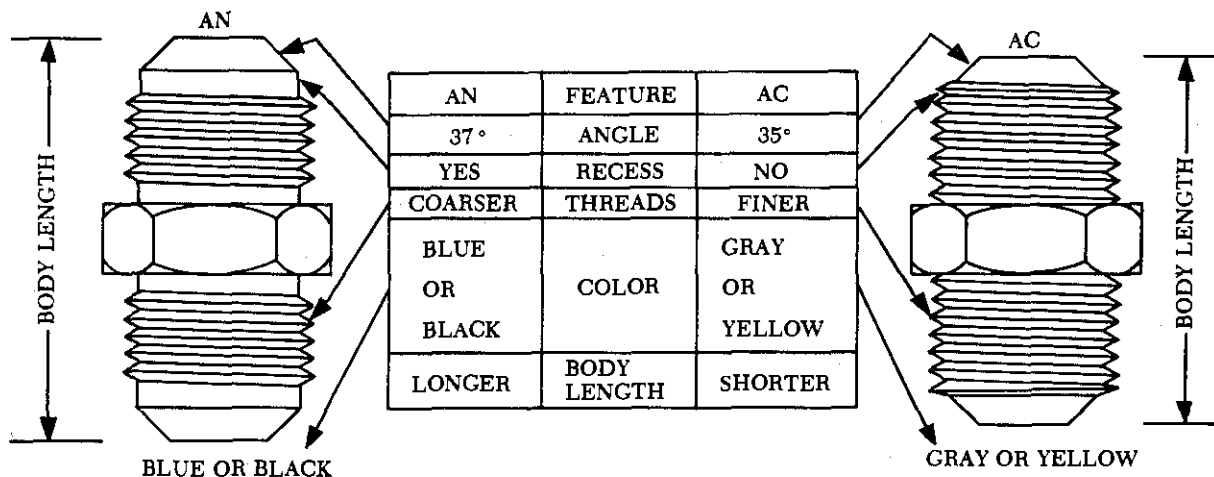 AN
AC
BODY LENGTH
AN FEATURE AC
37° ANGLE 35°
YES RECESS NO
COARSER THREADS FINER
BLUE
OR
BLACK
COLOR
GRAY
OR
YELLOW
LONGER
BODY
LENGTH
SHORTER
BODY LENGTH
BLUE OR BLACK
GRAY OR YELLOW